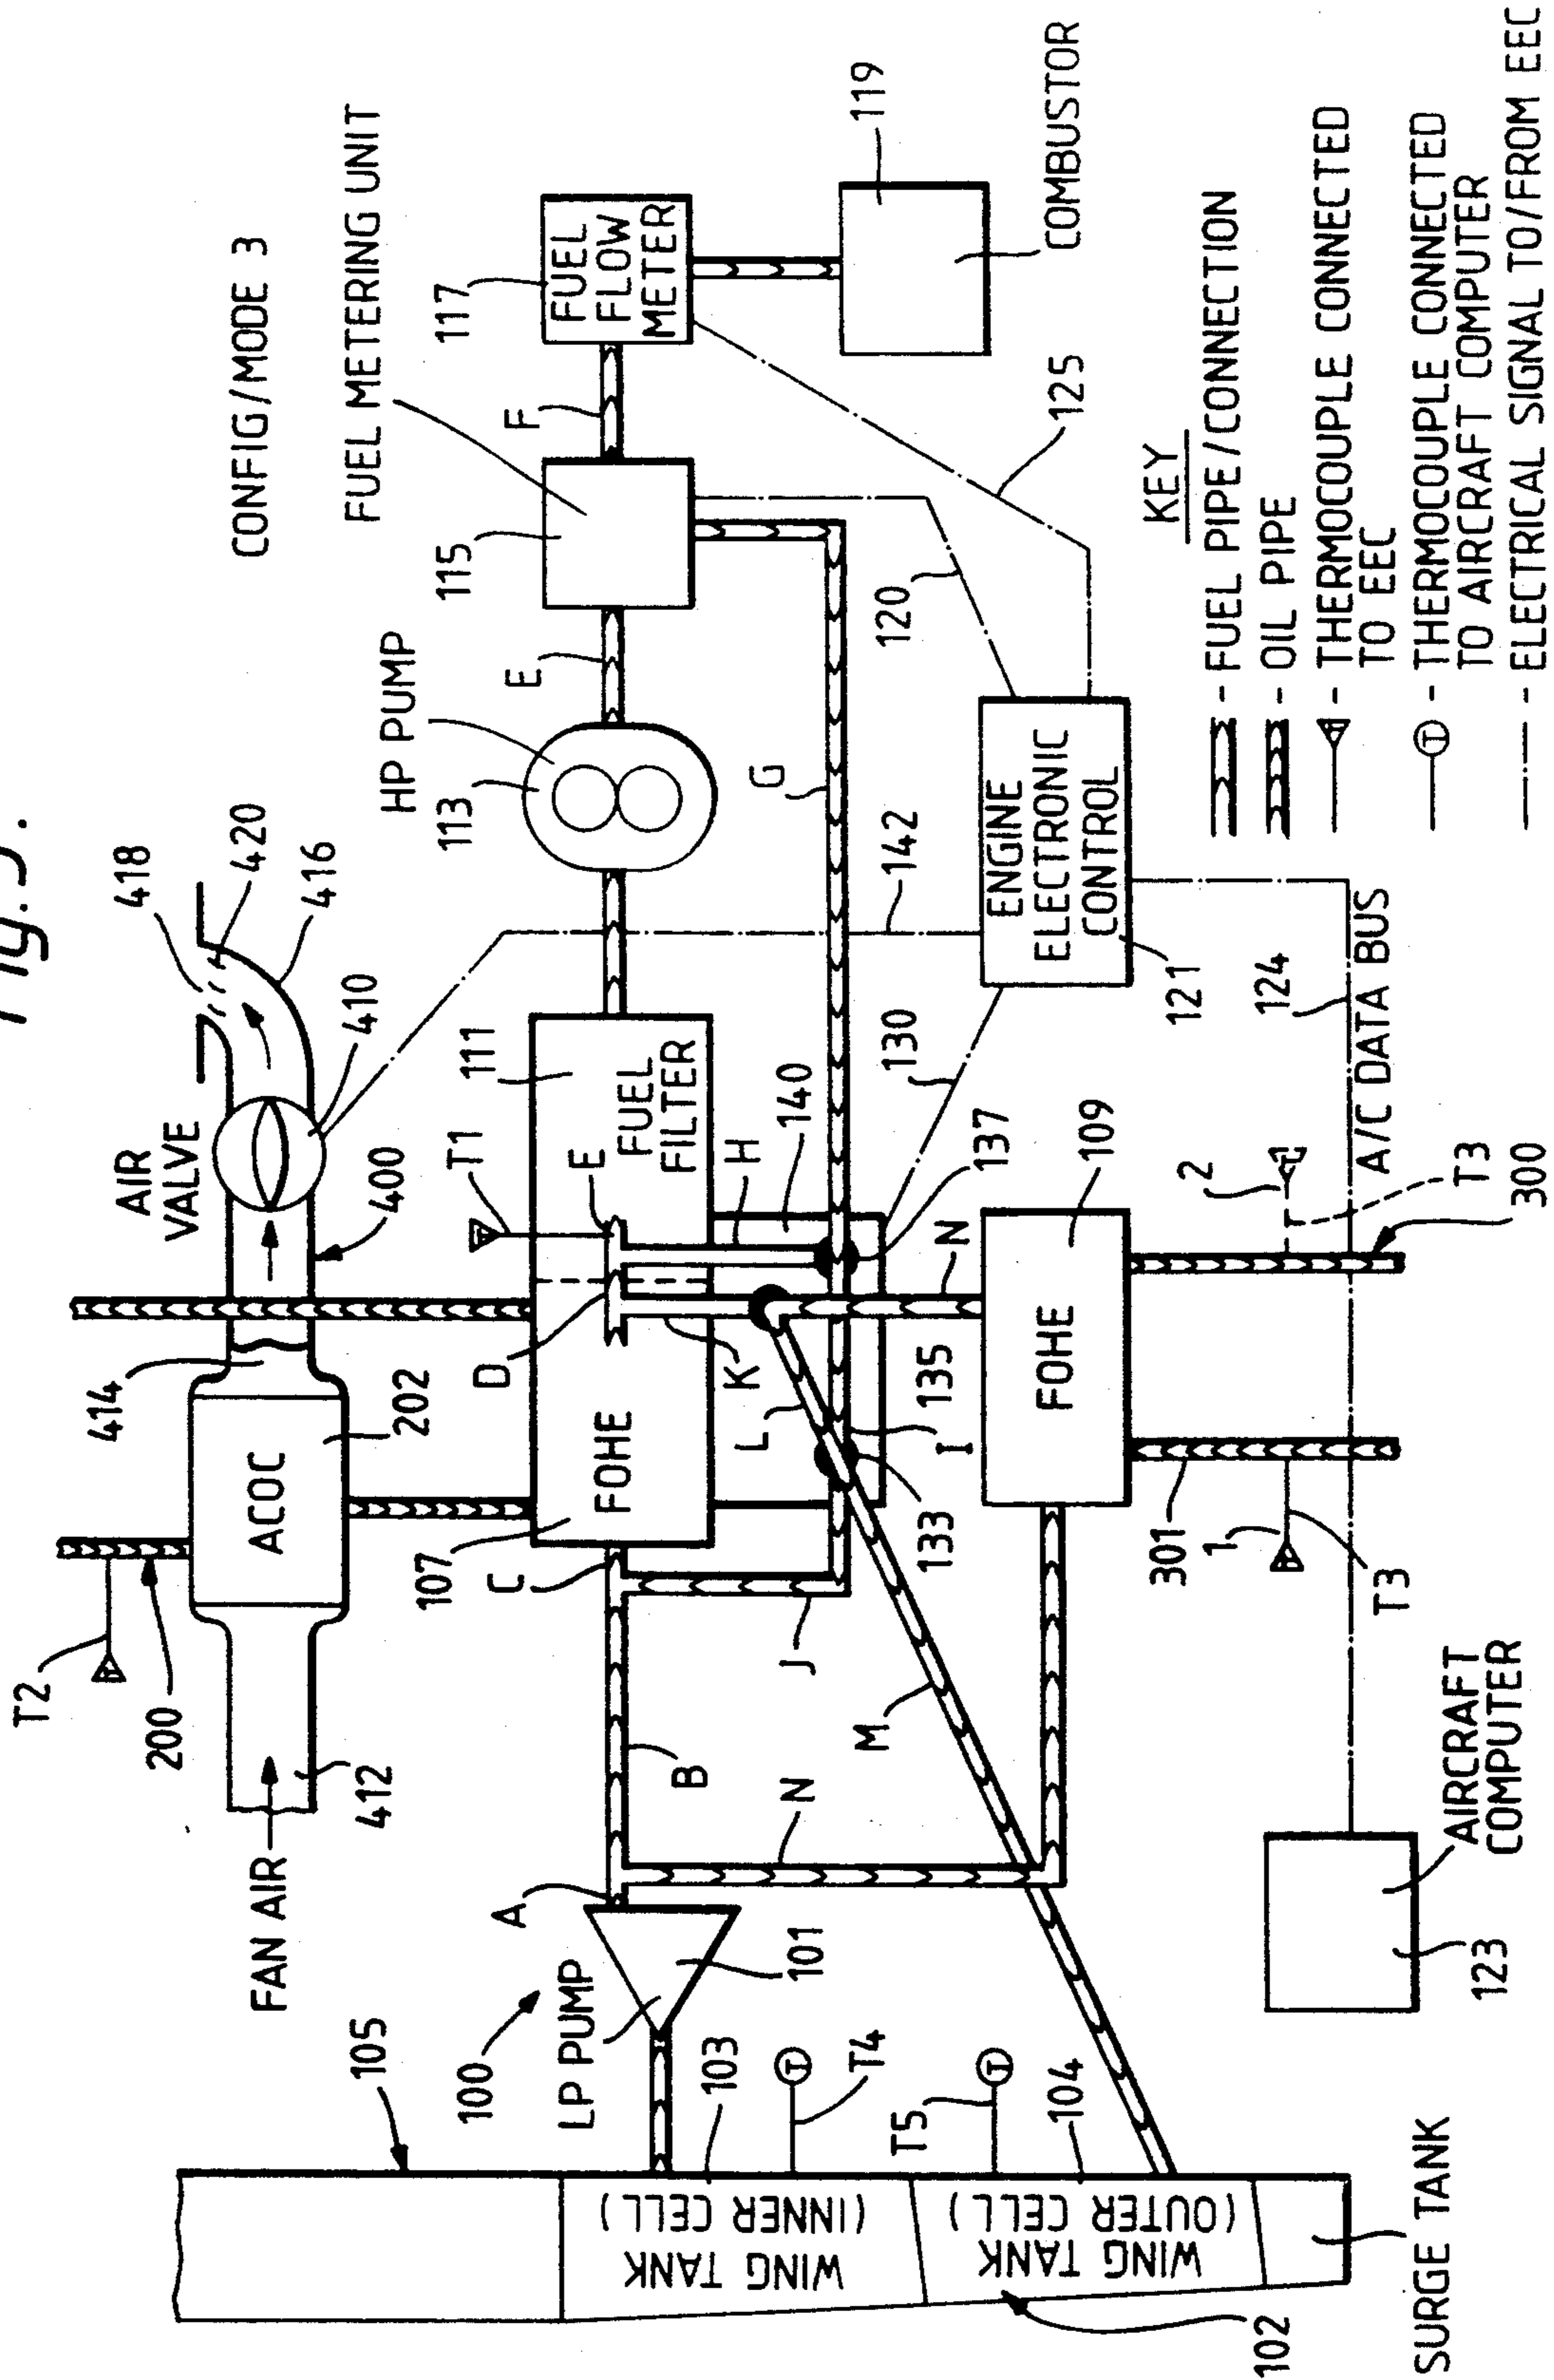 Fig.3.
CONFIG/MODE 3
T2
200
FAN AIR
412
414
ACOC
202
AIR
VALVE
400
410
418
420
416
FUEL METERING UNIT
105
100
LP PUMP
101
A
B
C
107
FOHE
D
E
T1
111
FUEL
FILTER
HP PUMP
113
E
115
F
117
FUEL
FLOW
METER
119
COMBUSTOR
103
WING TANK
(INNER CELL)
T4
T5
104
WING TANK
(OUTER CELL)
102
SURGE TANK
N
M
J
133
L
K
I
135
H
140
137
N
G
130
142
120
125
ENGINE
ELECTRONIC
CONTROL
121
FOHE
109
301
1
T3
2
T3
300
124
A/C DATA BUS
123
AIRCRAFT
COMPUTER
KEY
- FUEL PIPE/CONNECTION
- OIL PIPE
- THERMOCOUPLE CONNECTED
TO EEC
T - THERMOCOUPLE CONNECTED
TO AIRCRAFT COMPUTER
- ELECTRICAL SIGNAL TO/FROM EEC